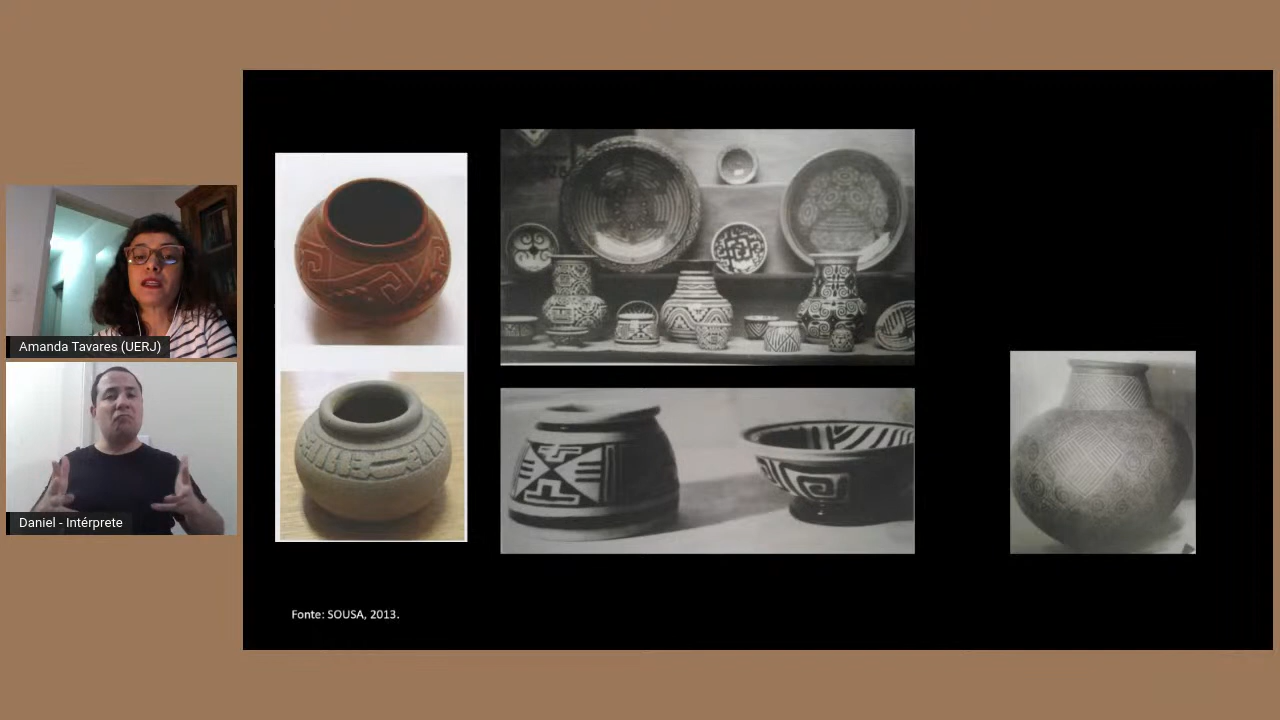 Amanda Tavares (UERJ)
Daniel - Intérprete
Fonte: SOUSA, 2013.